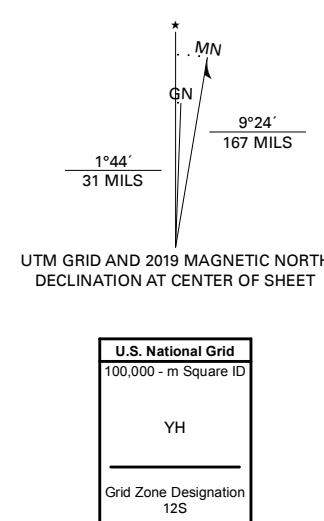 ★
MN
GN
9°24´
167 MILS
1°44´
31 MILS
UTM GRID AND 2019 MAGNETIC NORTH
DECLINATION AT CENTER OF SHEET
U.S. National Grid
100,000 - m Square ID
YH
Grid Zone Designation
12S